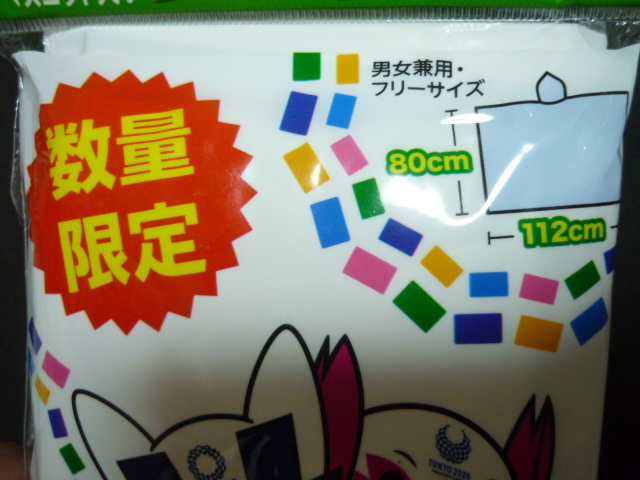 数量
限定
男女兼用・
フリーサイズ
80cm
112cm
TOKYO 2020